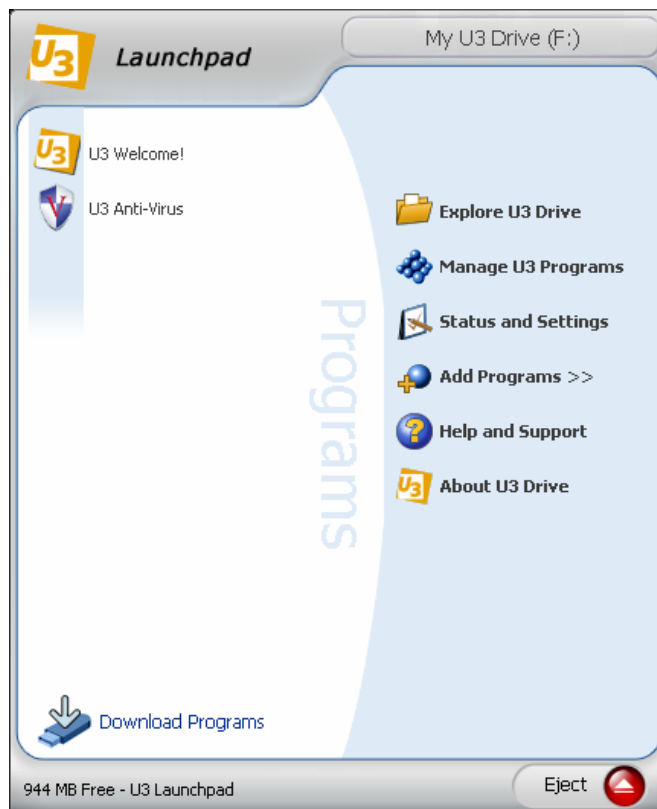 U3
Launchpad
My U3 Drive (F:)
U3
U3 Welcome!
V
U3 Anti-Virus
Programs
Explore U3 Drive
Manage U3 Programs
Status and Settings
Add Programs >>
?
Help and Support
U3
About U3 Drive
Download Programs
944 MB Free - U3 Launchpad
Eject